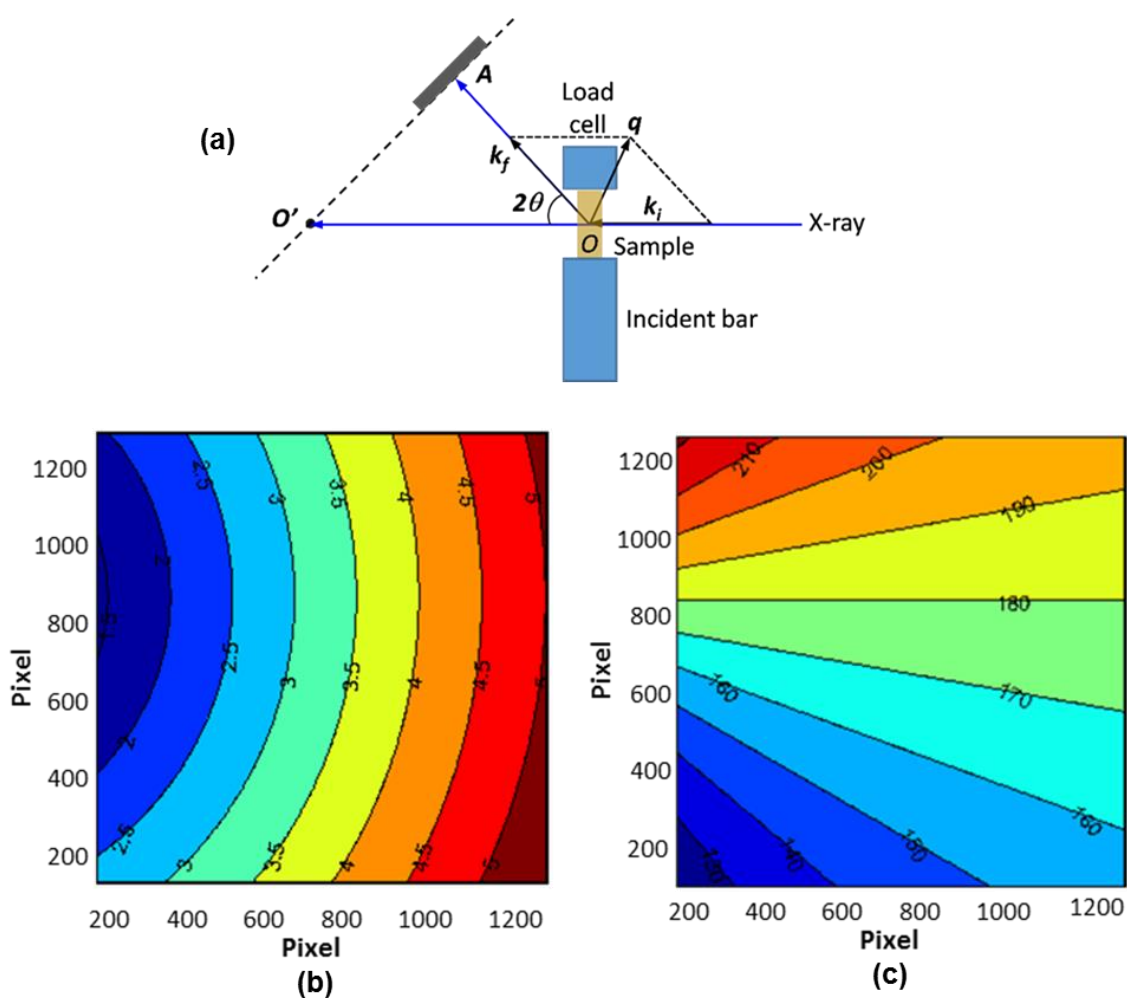 (a)
A
Load
cell
q
k_f
2θ
k_i
O'
X-ray
O
Sample
Incident bar
1200
1000
800
600
400
200
Pixel
2.5
3
3.5
4
4.5
5
2
1.5
2.5
3
3.5
4
4.5
5
2
2.5
3
3.5
4
4.5
5
200
400
600
800
1000
1200
Pixel
(b)
1200
1000
800
600
400
200
Pixel
210
200
190
180
170
160
160
150
140
130
200
400
600
800
1000
1200
Pixel
(c)